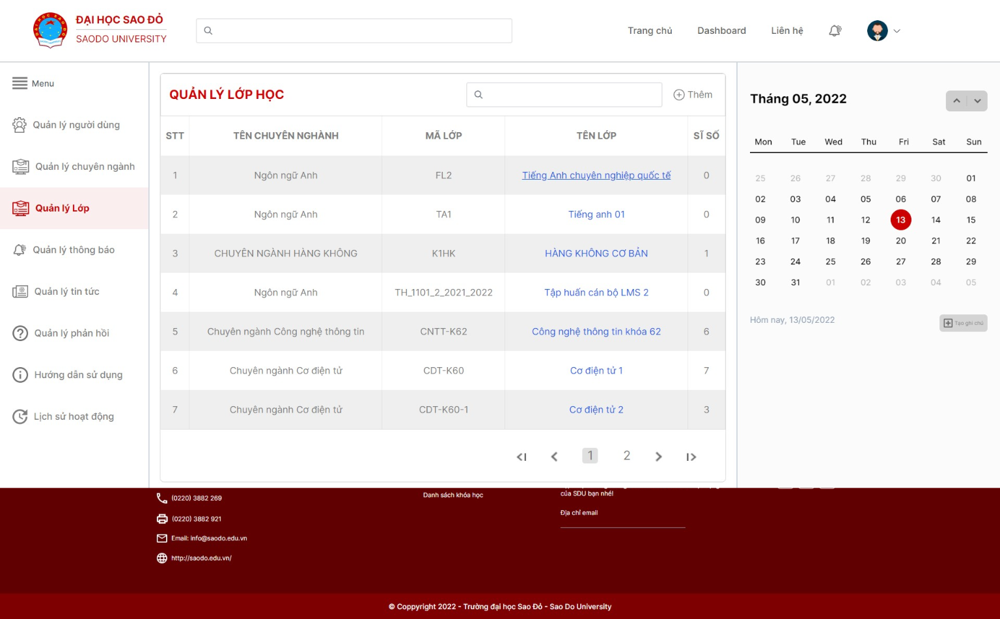 ĐẠI HỌC SAO ĐỎ
SAODO UNIVERSITY
Trang chủ
Dashboard
Liên hệ
Menu
Quản lý người dùng
Quản lý chuyên ngành
Quản lý Lớp
Quản lý thông báo
Quản lý tin tức
Quản lý phản hồi
Hướng dẫn sử dụng
Lịch sử hoạt động
QUẢN LÝ LỚP HỌC
Thêm
STT TÊN CHUYÊN NGHÀNH MÃ LỚP TÊN LỚP SĨ SỐ
1 Ngôn ngữ Anh FL2 Tiếng Anh chuyên nghiệp quốc tế 0
2 Ngôn ngữ Anh TA1 Tiếng anh 01 0
3 CHUYÊN NGÀNH HÀNG KHÔNG K1HK HÀNG KHÔNG CƠ BẢN 1
4 Ngôn ngữ Anh TH_1101_2_2021_2022 Tập huấn cán bộ LMS 2 0
5 Chuyên ngành Công nghệ thông tin CNTT-K62 Công nghệ thông tin khóa 62 6
6 Chuyên ngành Cơ điện tử CDT-K60 Cơ điện tử 1 7
7 Chuyên ngành Cơ điện tử CDT-K60-1 Cơ điện tử 2 3
1 2
Tháng 05, 2022
Mon Tue Wed Thu Fri Sat Sun
25 26 27 28 29 30 01
02 03 04 05 06 07 08
09 10 11 12 13 14 15
16 17 18 19 20 21 22
23 24 25 26 27 28 29
30 31 01 02 03 04 05
Hôm nay, 13/05/2022
Tạo ghi chú
(0220) 3882 269
(0220) 3882 921
Email: info@saodo.edu.vn
http://saodo.edu.vn/
Danh sách khóa học
của SDU bạn nhé!
Địa chỉ email
© Coppyright 2022 - Trường đại học Sao Đỏ - Sao Do University